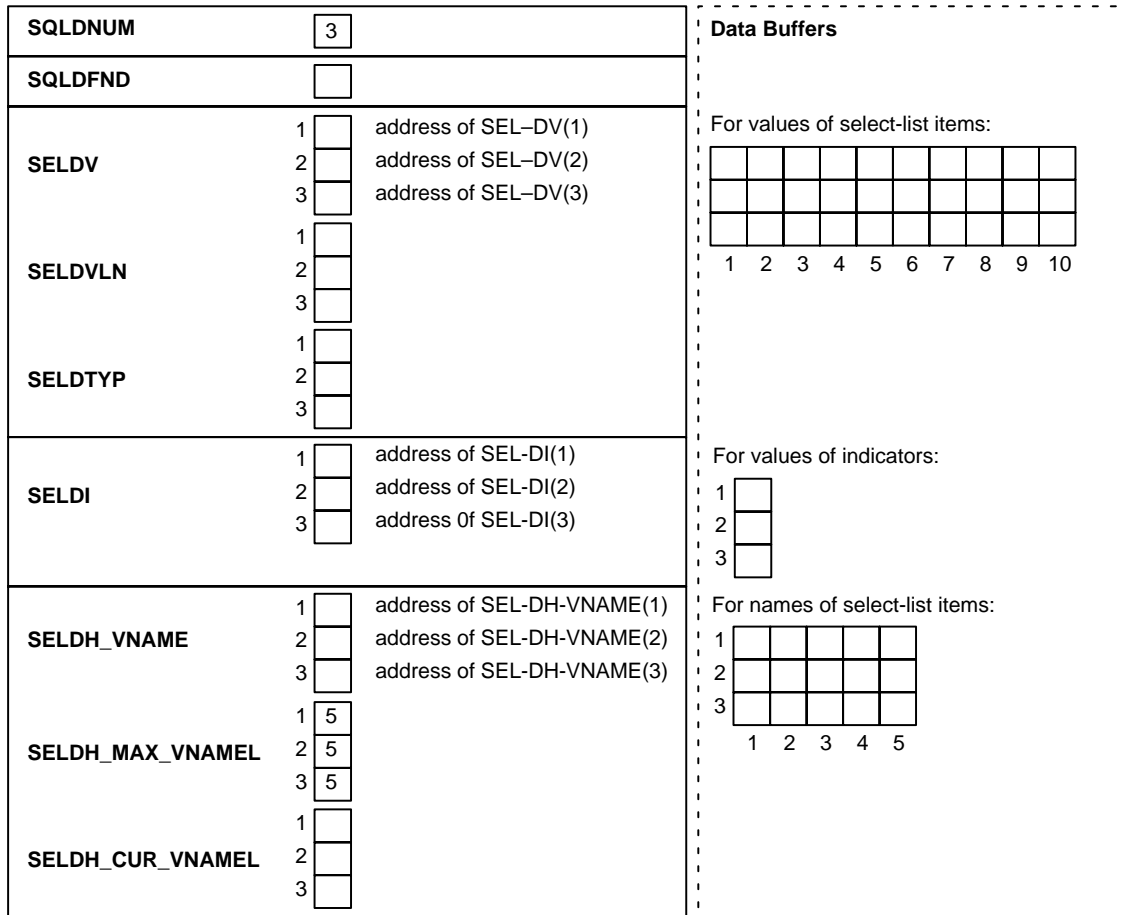 SQLDNUM 3
SQLDFND
SELDV
1 address of SEL–DV(1)
2 address of SEL–DV(2)
3 address of SEL–DV(3)
SELDVLN
1
2
3
SELDTYP
1
2
3
SELDI
1 address of SEL-DI(1)
2 address of SEL-DI(2)
3 address 0f SEL-DI(3)
SELDH_VNAME
1 address of SEL-DH-VNAME(1)
2 address of SEL-DH-VNAME(2)
3 address of SEL-DH-VNAME(3)
SELDH_MAX_VNAMEL
1 5
2 5
3 5
SELDH_CUR_VNAMEL
1
2
3
Data Buffers
For values of select-list items:
1 2 3 4 5 6 7 8 9 10
For values of indicators:
1
2
3
For names of select-list items:
1
2
3
1 2 3 4 5